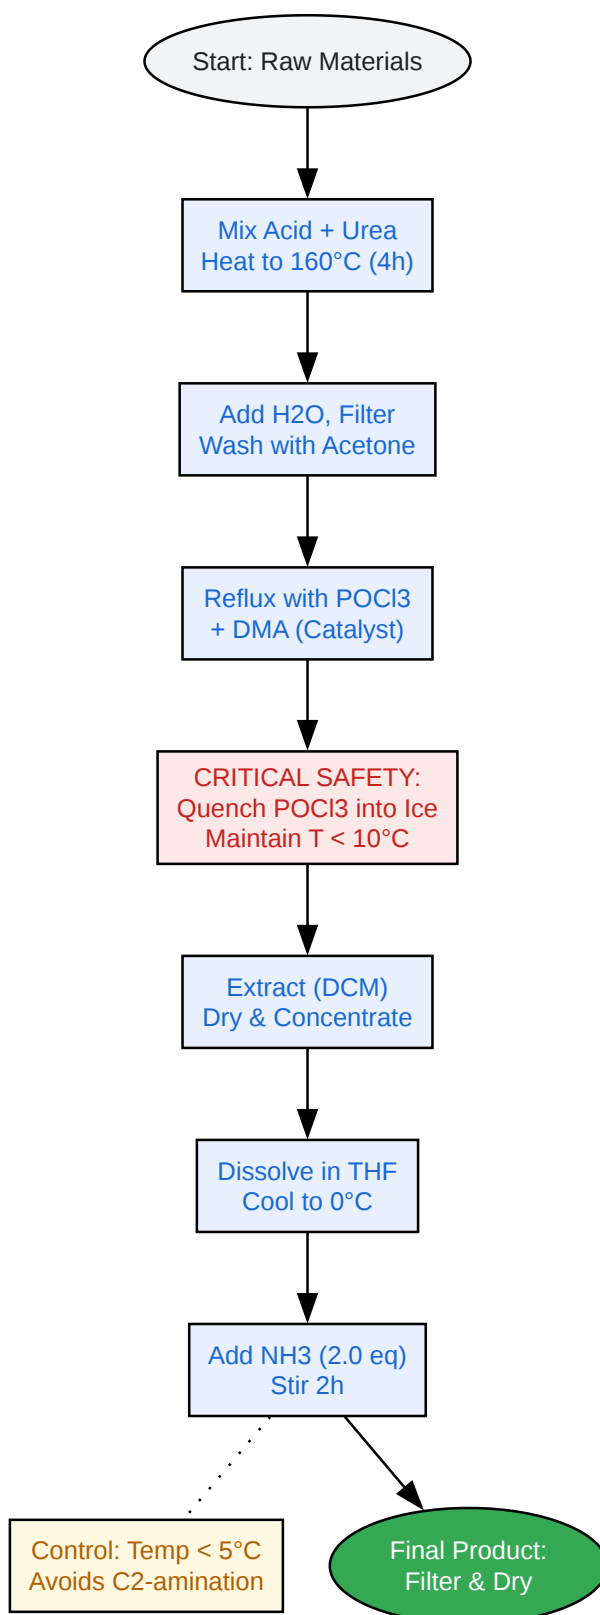 Start: Raw Materials
Mix Acid + Urea
Heat to 160°C (4h)
Add H2O, Filter
Wash with Acetone
Reflux with POCl3
+ DMA (Catalyst)
CRITICAL SAFETY:
Quench POCl3 into Ice
Maintain T < 10°C
Extract (DCM)
Dry & Concentrate
Dissolve in THF
Cool to 0°C
Add NH3 (2.0 eq)
Stir 2h
Control: Temp < 5°C
Avoids C2-amination
Final Product:
Filter & Dry